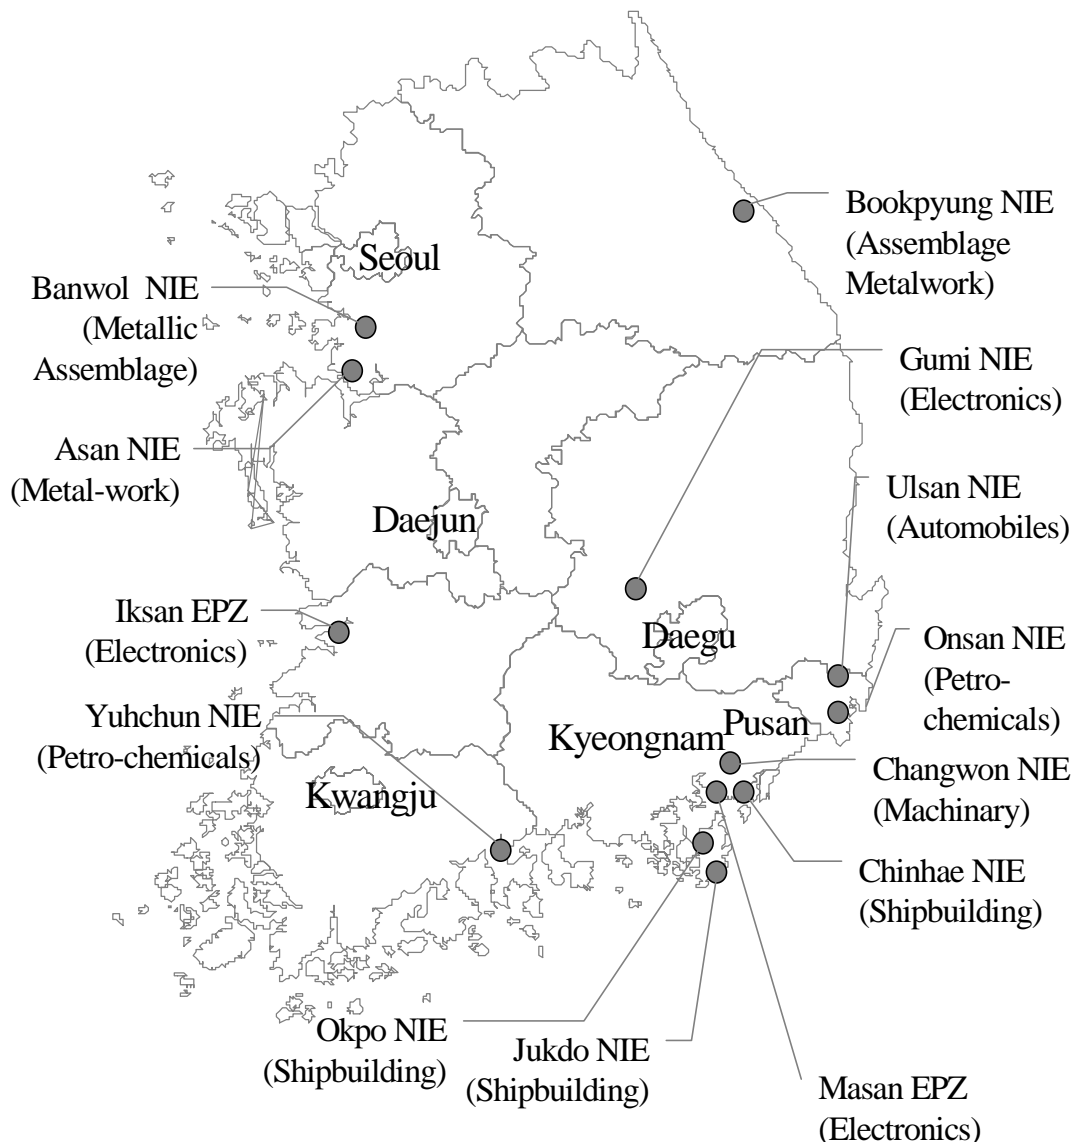 Bookpyung NIE
(Assemblage
Metalwork)
Seoul
Banwol NIE
(Metallic
Assemblage)
Gumi NIE
(Electronics)
Asan NIE
(Metal-work)
Ulsan NIE
(Automobiles)
Daejun
Iksan EPZ
(Electronics)
Daegu
Onsan NIE
(Petro-
chemicals)
Yuhchun NIE
(Petro-chemicals)
Pusan
Kyeongnam
Changwon NIE
(Machinary)
Kwangju
Chinhae NIE
(Shipbuilding)
Okpo NIE
(Shipbuilding)
Jukdo NIE
(Shipbuilding)
Masan EPZ
(Electronics)